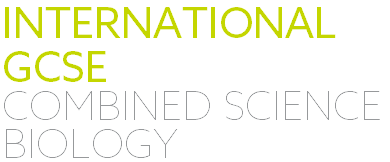 INTERNATIONAL
GCSE
COMBINED SCIENCE
BIOLOGY